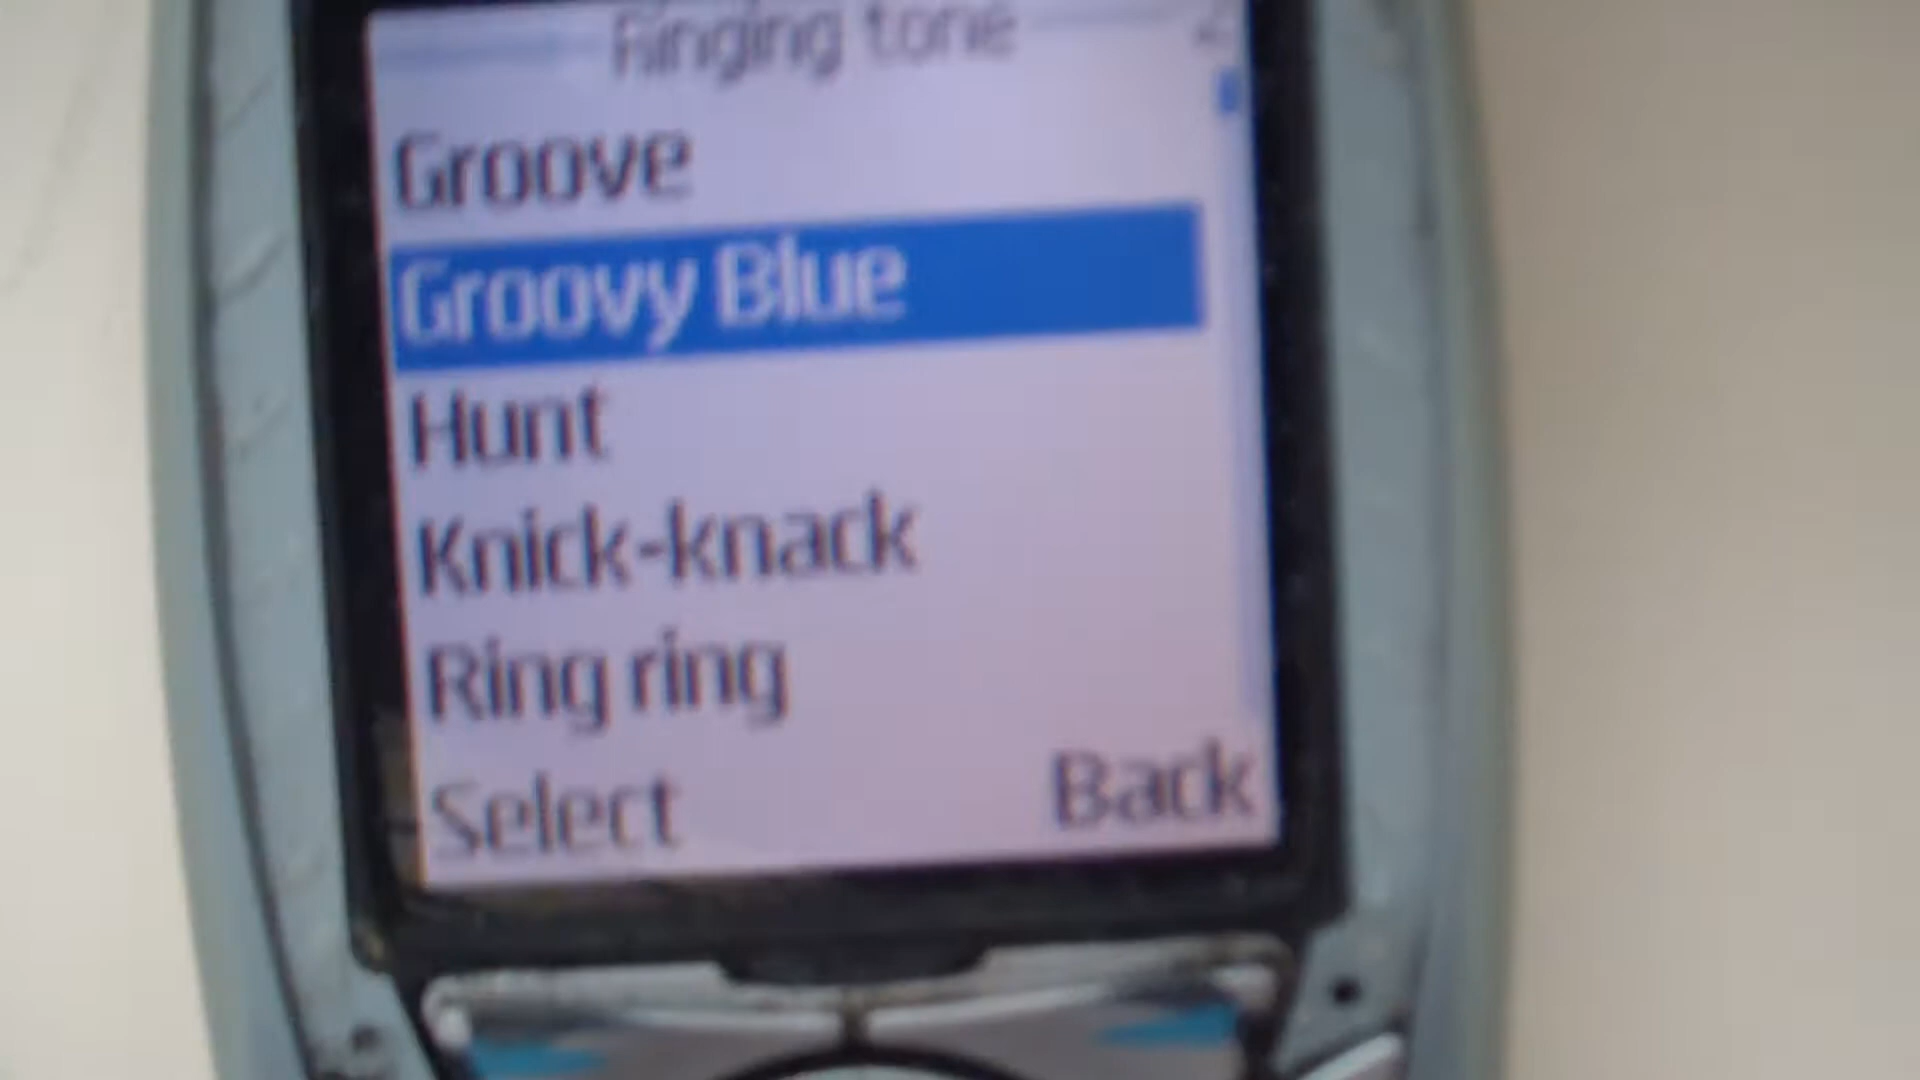 Ringing tone
Groove
Groovy Blue
Hunt
Knick-knack
Ring ring
Select Back